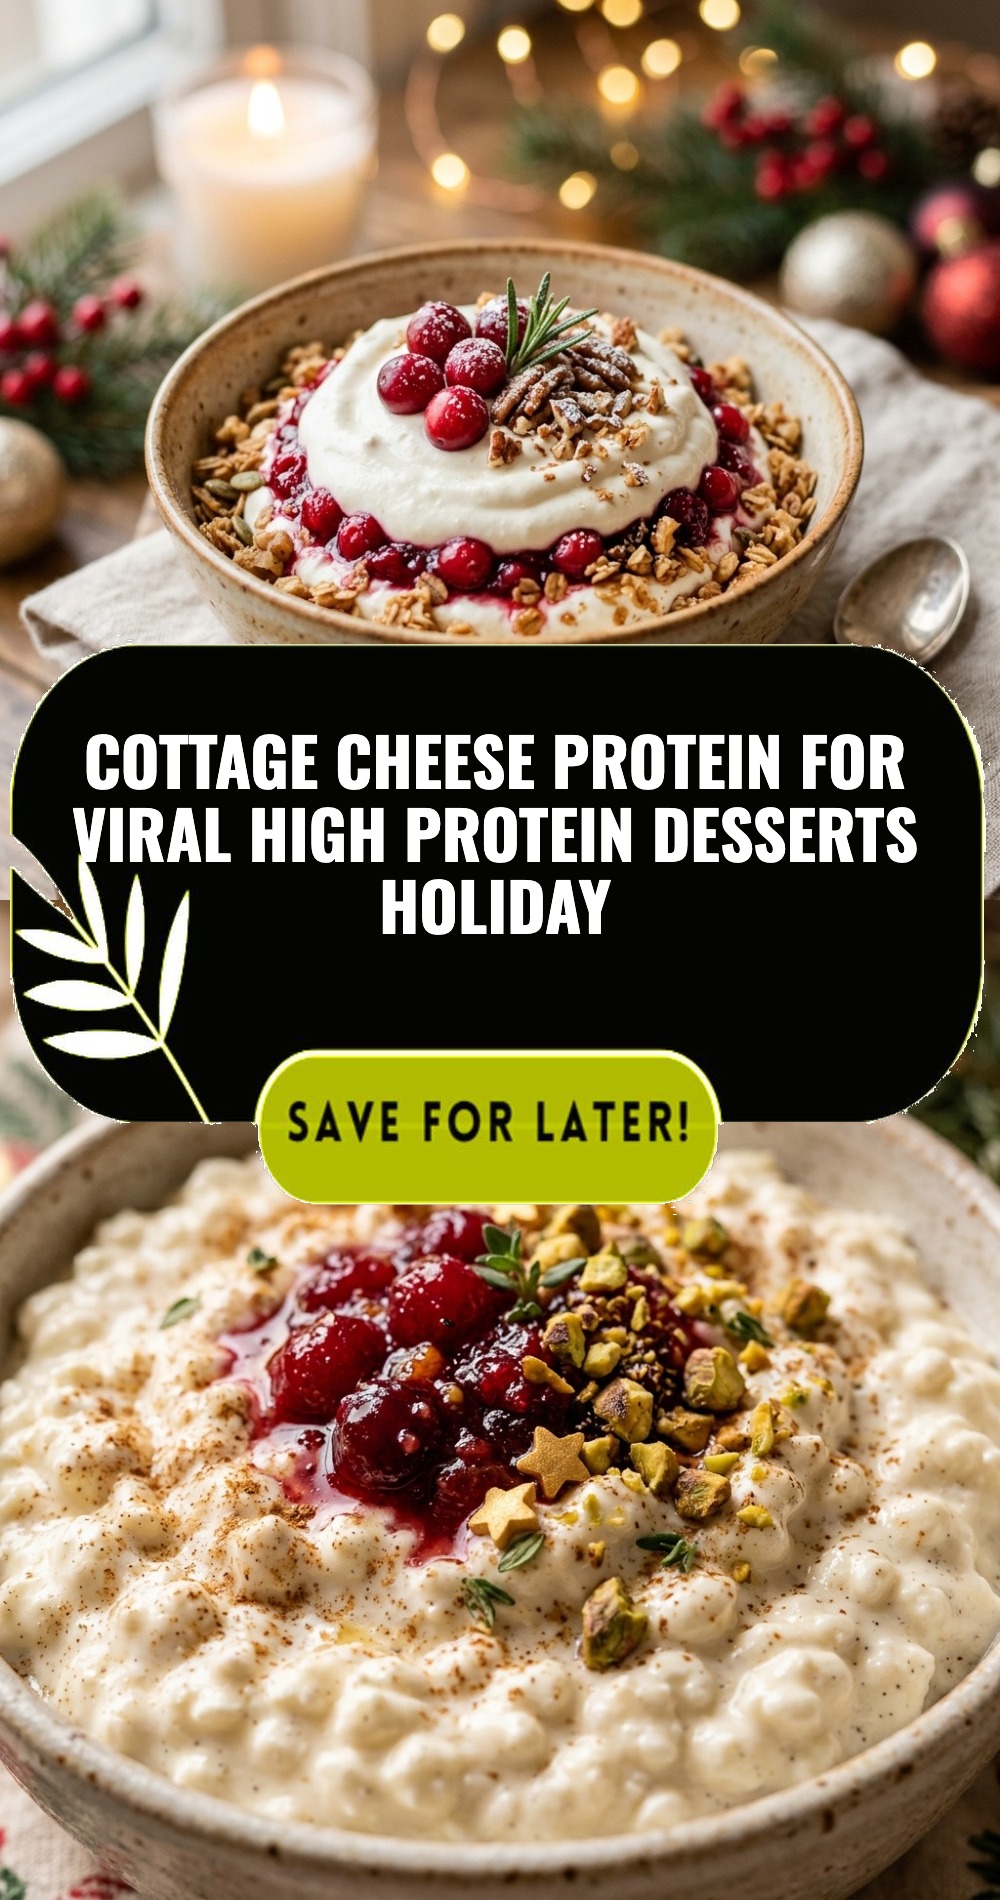 COTTAGE CHEESE PROTEIN FOR
VIRAL HIGH PROTEIN DESSERTS
HOLIDAY
SAVE FOR LATER!